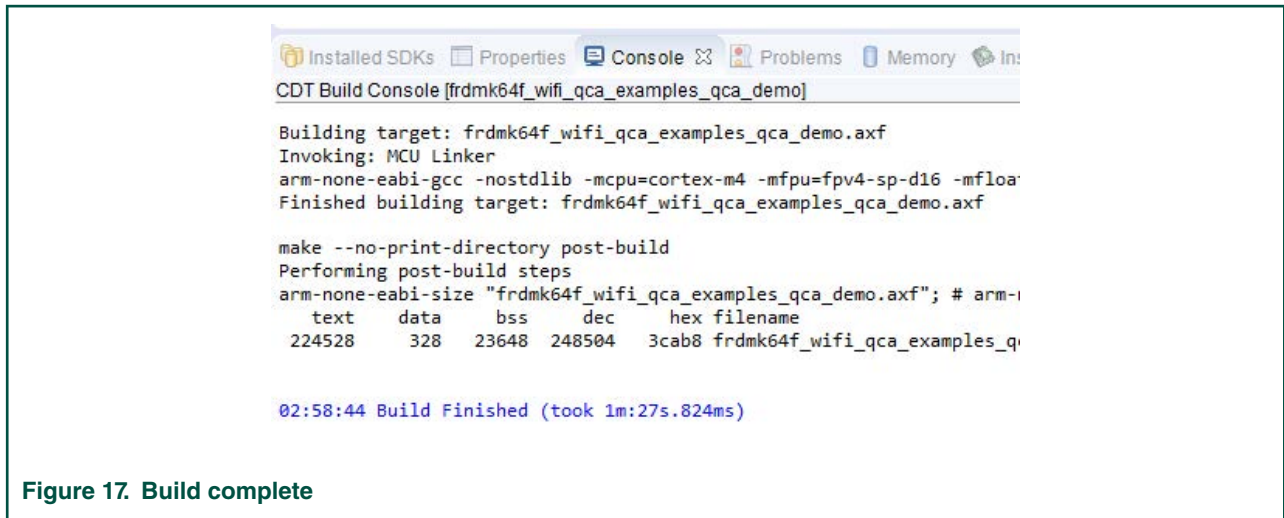 Installed SDKs Properties Console Problems Memory
CDT Build Console [frdmk64f_wifi_qca_examples_qca_demo]
Building target: frdmk64f_wifi_qca_examples_qca_demo.axf
Invoking: MCU Linker
arm-none-eabi-gcc -nostdlib -mcpu=cortex-m4 -mfpu=fpv4-sp-d16
Finished building target: frdmk64f_wifi_qca_examples_qca_demo.axf
make --no-print-directory post-build
Performing post-build steps
arm-none-eabi-size "frdmk64f_wifi_qca_examples_qca_demo.axf"; #
text data bss dec hex filename
224528 328 23648 248504 3cab8
02:58:44 Build Finished (took 1m:27s.824ms)
Figure 17. Build complete